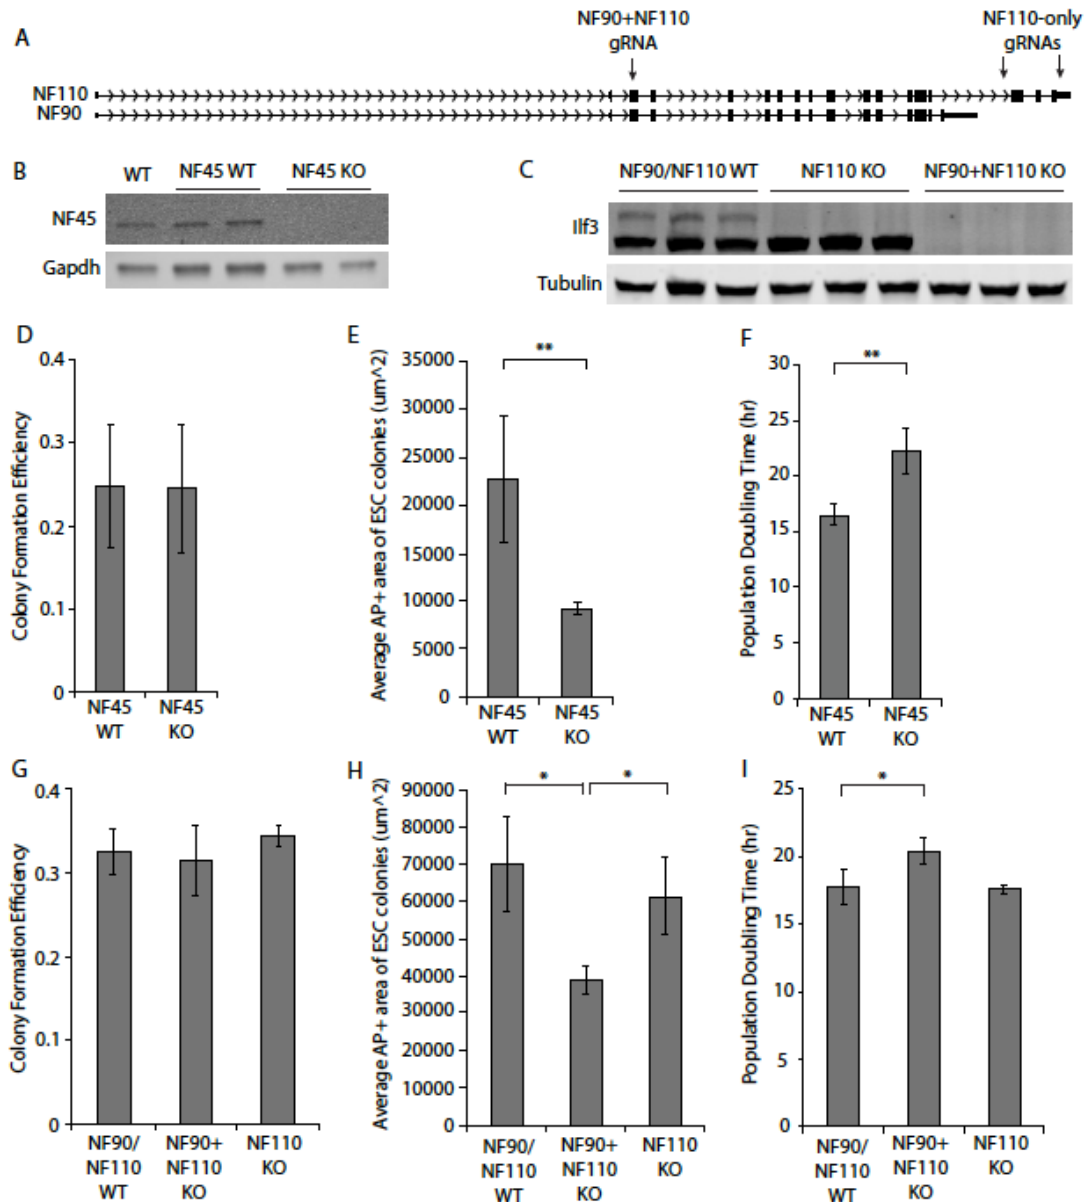 A
NF90+NF110
gRNA
NF110-only
gRNAs
NF110
NF90
B
WT
NF45 WT
NF45 KO
NF45
Gapdh
C
NF90/NF110 WT
NF110 KO
NF90+NF110 KO
Ilf3
Tubulin
D
0.4
0.3
0.2
0.1
0
Colony Formation Efficiency
NF45
WT
NF45
KO
E
35000
30000
25000
20000
15000
10000
5000
0
Average AP+ area of ESC colonies (um^2)
**
NF45
WT
NF45
KO
F
30
25
20
15
10
5
0
Population Doubling Time (hr)
**
NF45
WT
NF45
KO
G
0.4
0.3
0.2
0.1
0
Colony Formation Efficiency
NF90/
NF110
WT
NF90+
NF110
KO
NF110
KO
H
90000
80000
70000
60000
50000
40000
30000
20000
10000
0
Average AP+ area of ESC colonies (um^2)
*
*
NF90/
NF110
WT
NF90+
NF110
KO
NF110
KO
I
25
20
15
10
5
0
Population Doubling Time (hr)
*
NF90/
NF110
WT
NF90+
NF110
KO
NF110
KO